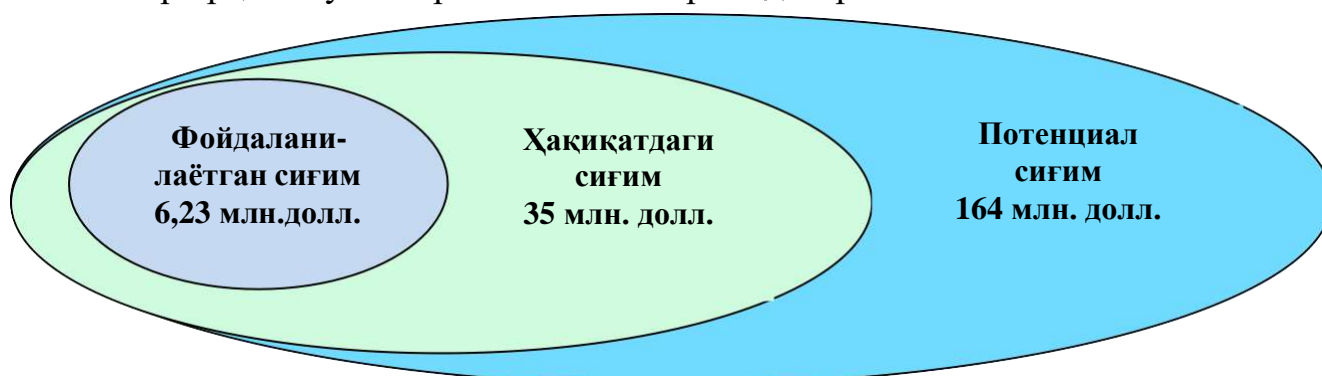 Фойдалани-
лаётган сиғим
6,23 млн.долл.
Ҳақиқатдаги
сиғим
35 млн. долл.
Потенциал
сиғим
164 млн. долл.